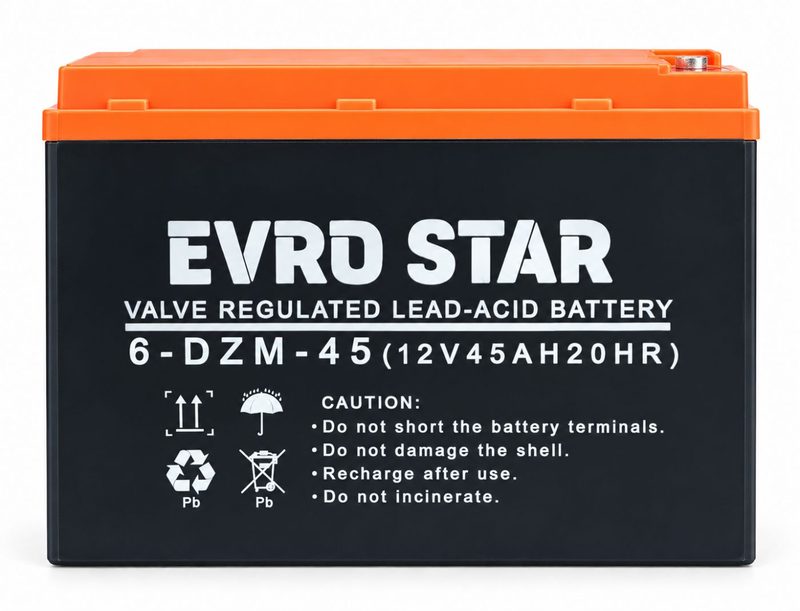 EVRO STAR
VALVE REGULATED LEAD-ACID BATTERY
6-DZM-45 (12V45AH20HR)
CAUTION:
• Do not short the battery terminals.
• Do not damage the shell.
• Recharge after use.
• Do not incinerate.
Pb
Pb